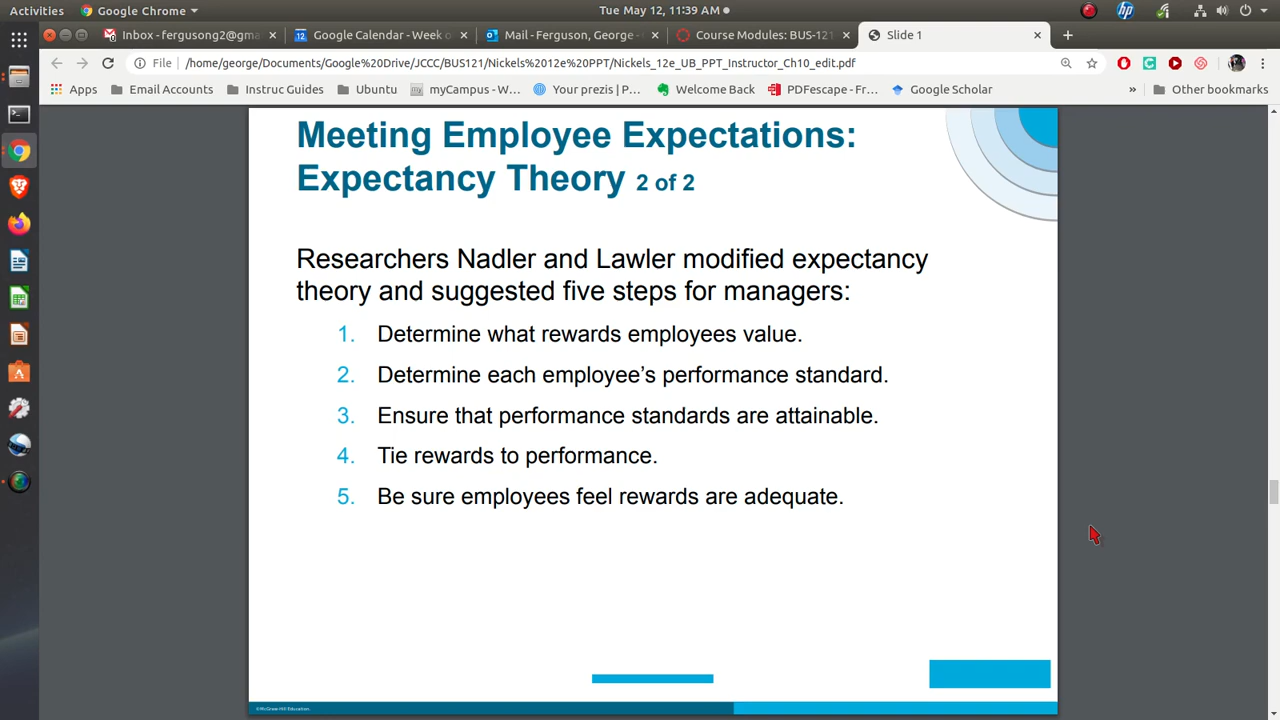 Activities
Google Chrome
Tue May 12, 11:39 AM
Inbox - fergusong2@gm
Google Calendar - Week o
Mail - Ferguson, George -
Course Modules: BUS-121
Slide 1
File
/home/george/Documents/Google%20Drive/JCCC/BUS121/Nickels%2012e%20PPT/Nickels_12e_UB_PPT_Instructor_Ch10_edit.pdf
Apps
Email Accounts
Instruc Guides
Ubuntu
myCampus - W...
Your prezis | P...
Welcome Back
PDFescape - Fr...
Google Scholar
»
Other bookmarks
Meeting Employee Expectations:
Expectancy Theory 2 of 2
Researchers Nadler and Lawler modified expectancy
theory and suggested five steps for managers:
1. Determine what rewards employees value.
2. Determine each employee’s performance standard.
3. Ensure that performance standards are attainable.
4. Tie rewards to performance.
5. Be sure employees feel rewards are adequate.
©McGraw-Hill Education.